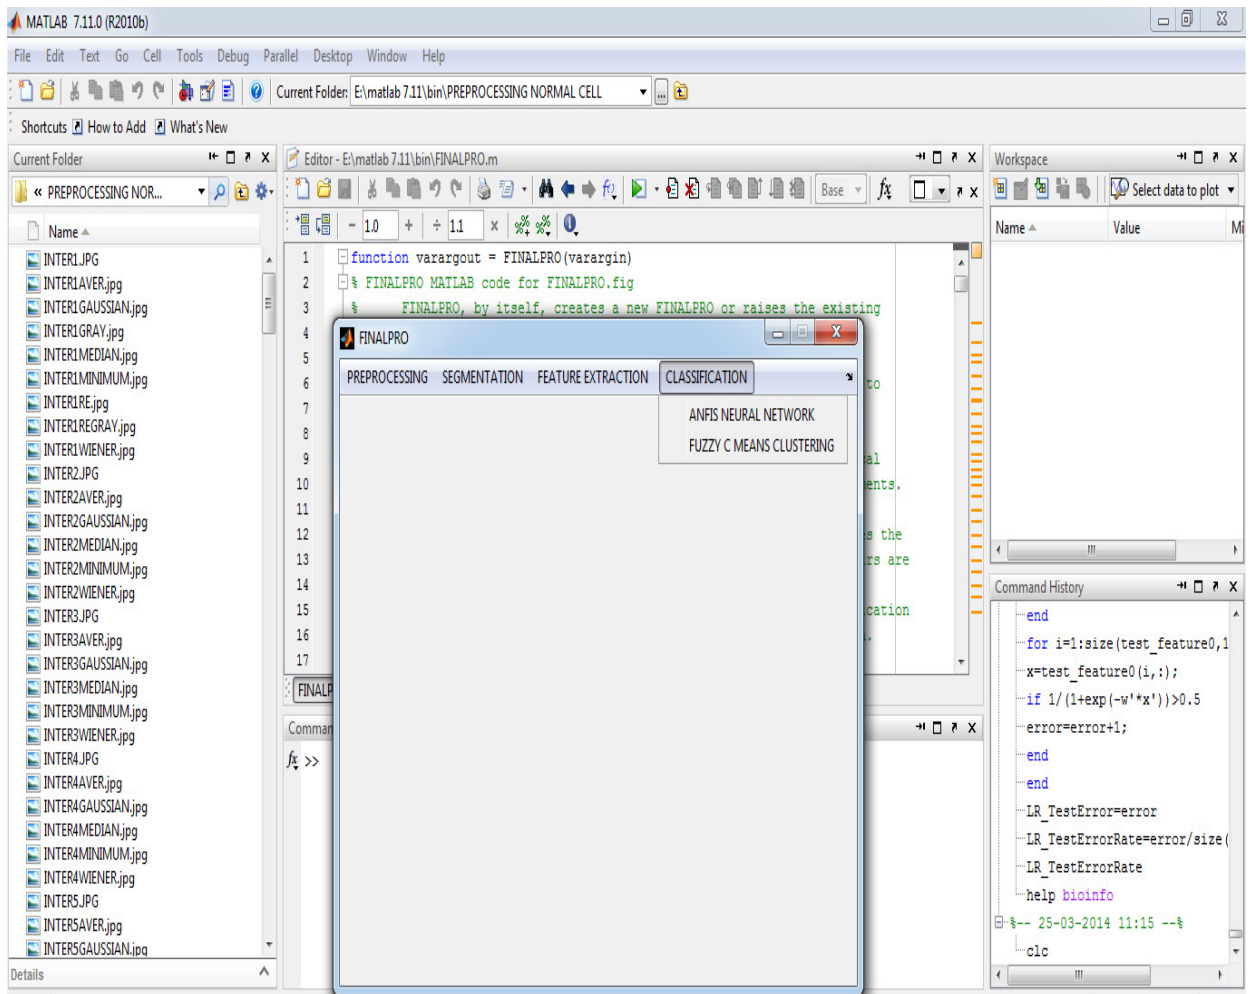 MATLAB 7.11.0 (R2010b)
File Edit Text Go Cell Tools Debug Parallel Desktop Window Help
Current Folder: E:\matlab 7.11\bin\PREPROCESSING NORMAL CELL
Shortcuts How to Add What's New
Current Folder
« PREPROCESSING NOR...
Name
INTER1.JPG
INTER1AVER.jpg
INTER1GAUSSIAN.jpg
INTER1GRAY.jpg
INTER1MEDIAN.jpg
INTER1MINIMUM.jpg
INTER1RE.jpg
INTER1REGRAY.jpg
INTER1WIENER.jpg
INTER2.JPG
INTER2AVER.jpg
INTER2GAUSSIAN.jpg
INTER2MEDIAN.jpg
INTER2MINIMUM.jpg
INTER2WIENER.jpg
INTER3.JPG
INTER3AVER.jpg
INTER3GAUSSIAN.jpg
INTER3MEDIAN.jpg
INTER3MINIMUM.jpg
INTER3WIENER.jpg
INTER4.JPG
INTER4AVER.jpg
INTER4GAUSSIAN.jpg
INTER4MEDIAN.jpg
INTER4MINIMUM.jpg
INTER4WIENER.jpg
INTER5.JPG
INTER5AVER.jpg
INTER5GAUSSIAN.jpg
Details
Editor - E:\matlab 7.11\bin\FINALPRO.m
Base fx
- 1.0 + ÷ 1.1 ×
1 function varargout = FINALPRO(varargin)
2 % FINALPRO MATLAB code for FINALPRO.fig
3 % FINALPRO, by itself, creates a new FINALPRO or raises the existing
4
5
6 to
7
8
9 al
10 ents.
11
12 s the
13 rs are
14
15 cation
16
17
FINALP
FINALPRO
PREPROCESSING SEGMENTATION FEATURE EXTRACTION CLASSIFICATION
ANFIS NEURAL NETWORK
FUZZY C MEANS CLUSTERING
Comman
fx >>
Workspace
Select data to plot
Name Value Mi
Command History
end
for i=1:size(test_feature0,1
x=test_feature0(i,:);
if 1/(1+exp(-w'*x'))>0.5
error=error+1;
end
end
LR_TestError=error
LR_TestErrorRate=error/size(
LR_TestErrorRate
help bioinfo
%-- 25-03-2014 11:15 --%
clc